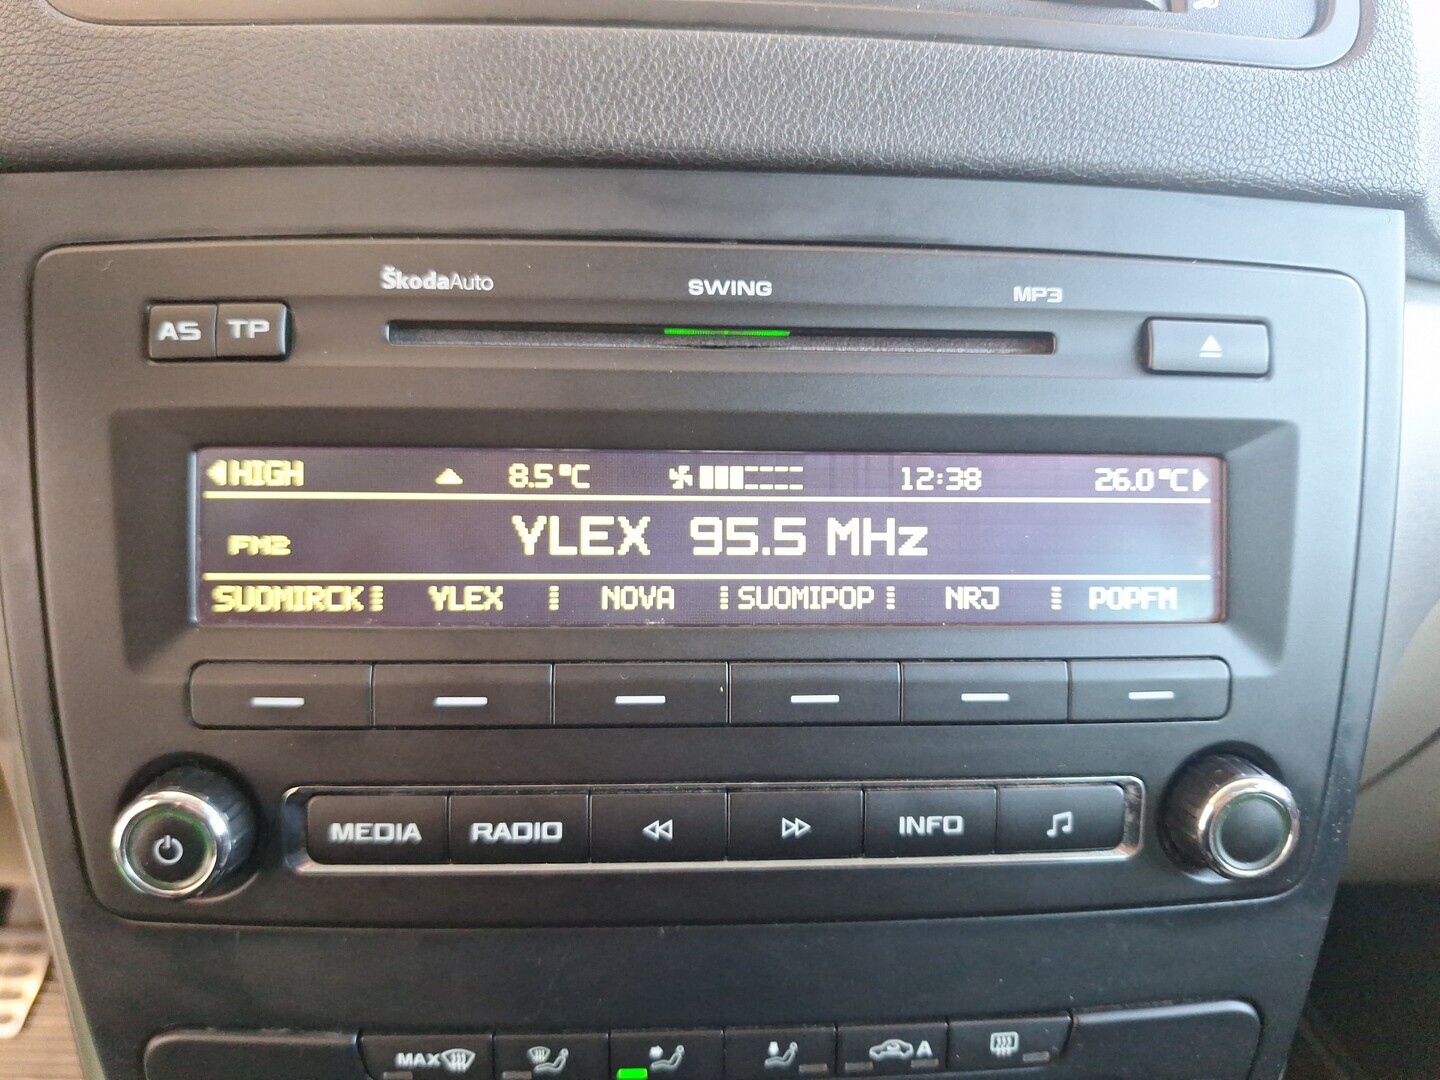 ŠkodaAuto SWING MP3
AS TP
HIGH 8.5°C 12:38 26.0°C
FM2 YLEX 95.5 MHz
SUOMIRCK YLEX NOVA SUOMIPOP NRJ POPFM
MEDIA RADIO INFO
MAX A